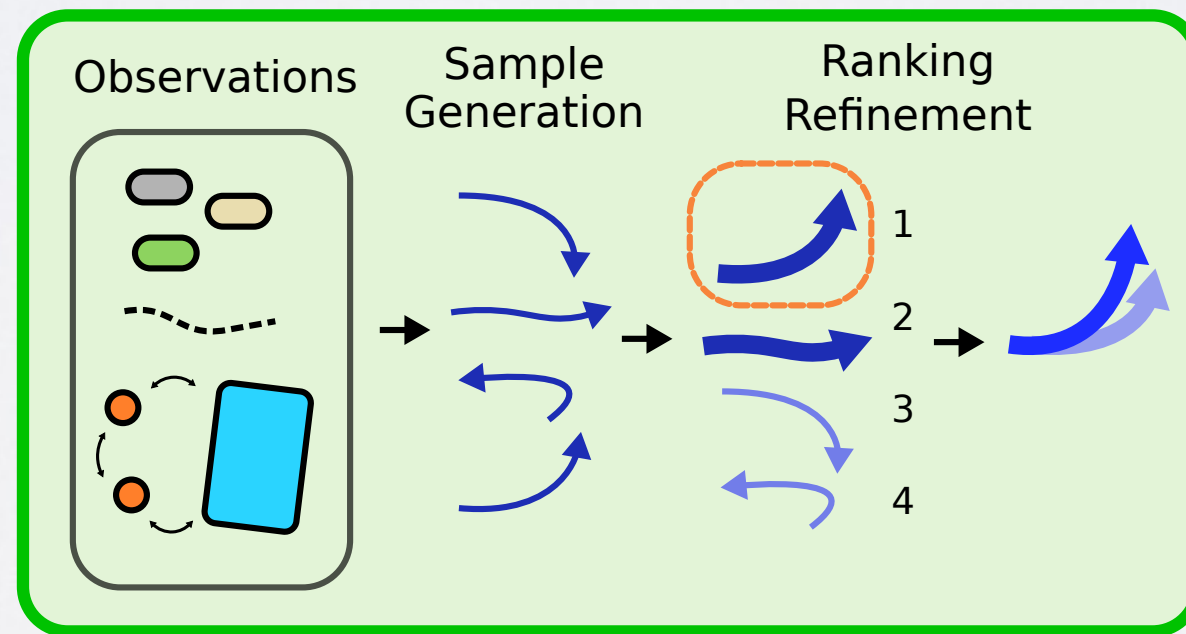 Observations
Sample
Generation
Ranking
Refinement
1
2
3
4